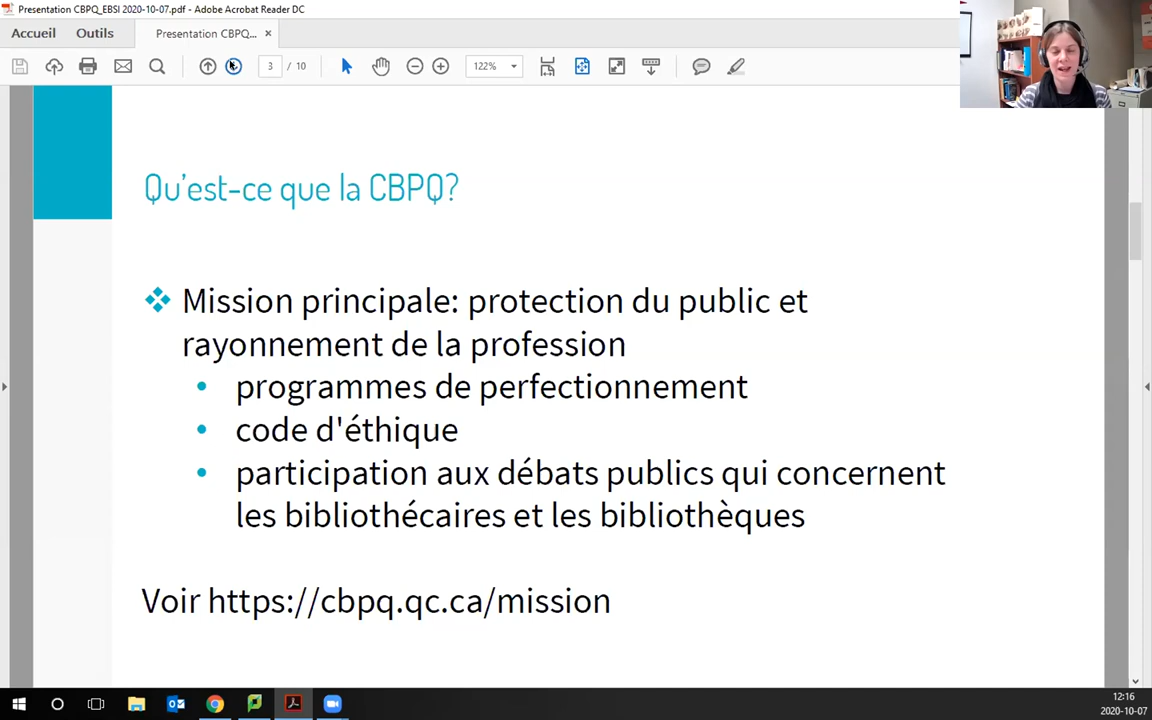 Presentation CBPQ_EBSI 2020-10-07.pdf - Adobe Acrobat Reader DC
Accueil Outils Presentation CBPQ... ×
3 / 10 122%
Qu'est-ce que la CBPQ?
Mission principale: protection du public et
rayonnement de la profession
• programmes de perfectionnement
• code d'éthique
• participation aux débats publics qui concernent
les bibliothécaires et les bibliothèques
Voir https://cbpq.qc.ca/mission
12:16
2020-10-07